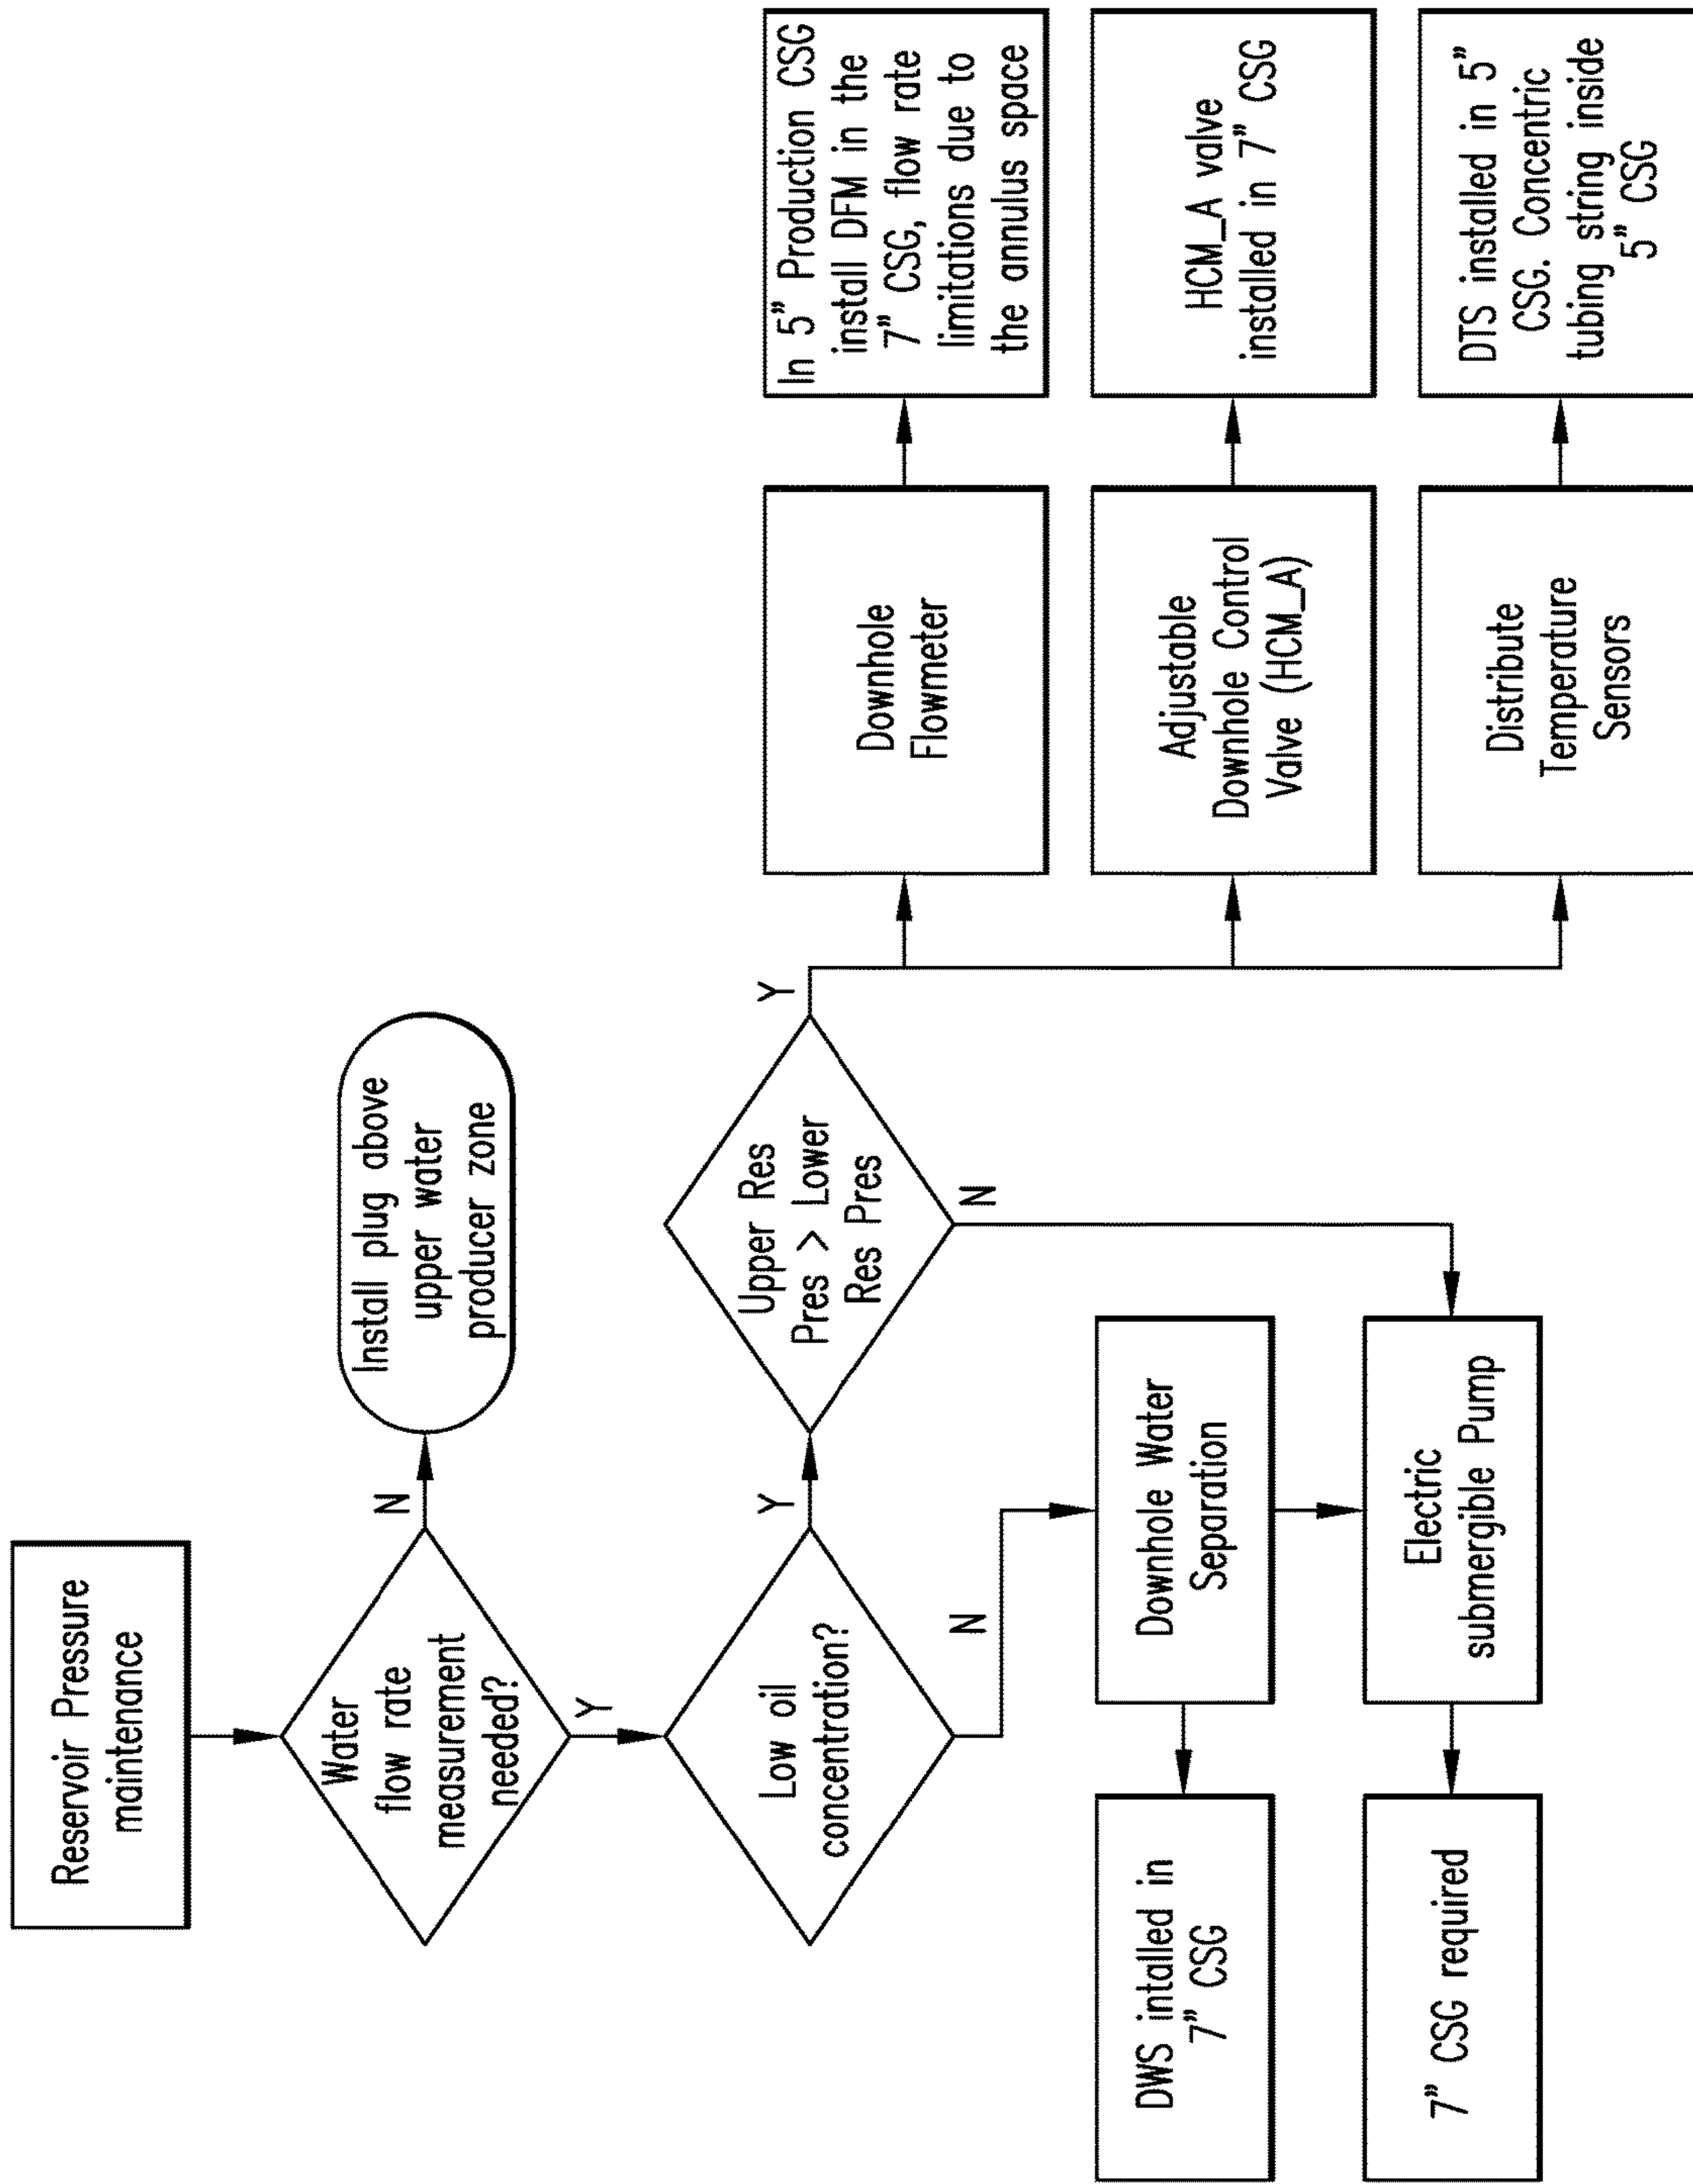 Reservoir Pressure
maintenance
Water
flow rate
measurement
needed?
N
Install plug above
upper water
producer zone
Y
Low oil
concentration?
Y
Upper Res
Pres > Lower
Res Pres
Y
N
N
Downhole
Flowmeter
In 5" Production CSG
install DFM in the
7" CSG, flow rate
limitations due to
the annulus space
DWS intalled in
7" CSG
Downhole Water
Separation
Adjustable
Downhole Control
Valve (HCM_A)
HCM_A valve
installed in 7" CSG
7" CSG required
Electric
submergible Pump
Distribute
Temperature
Sensors
DTS installed in 5"
CSG. Concentric
tubing string inside
5" CSG